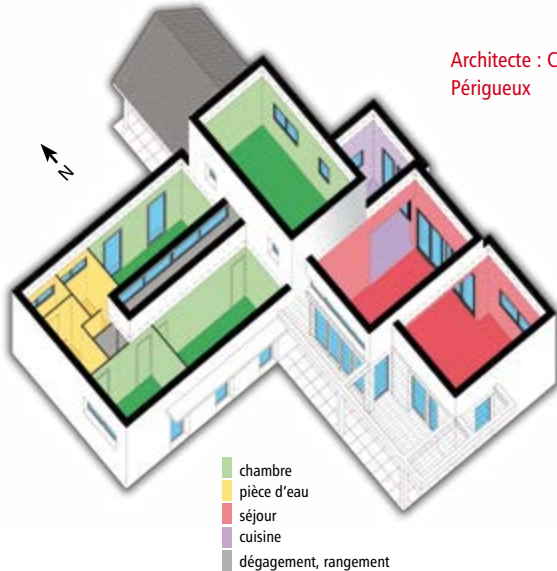 Architecte : C
Périgueux
N
chambre
pièce d'eau
séjour
cuisine
dégagement, rangement